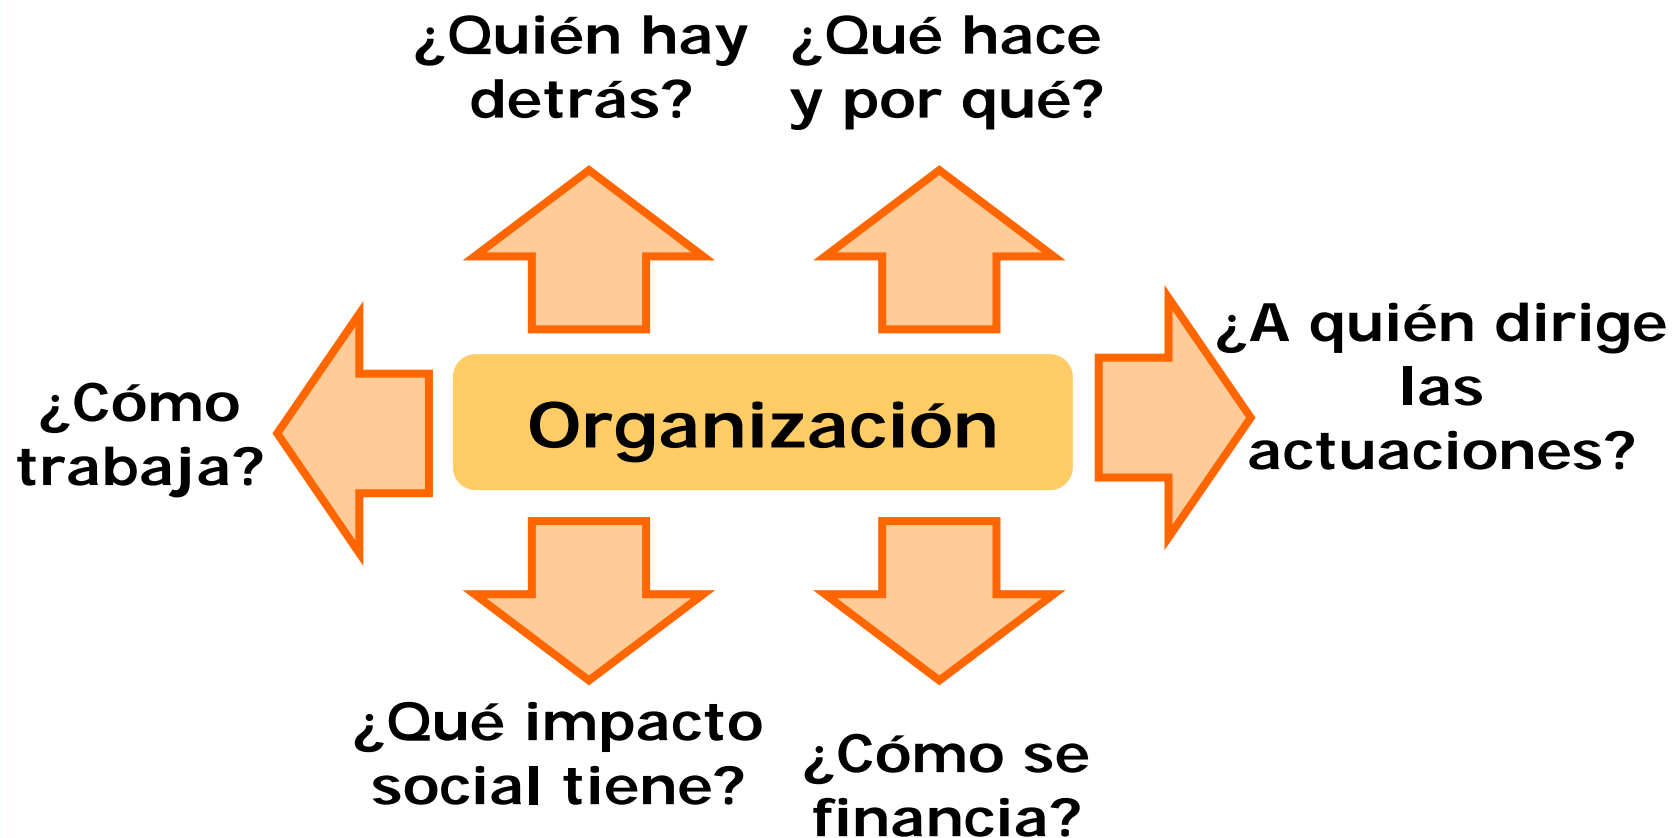 ¿Quién hay
detrás?
¿Qué hace
y por qué?
¿A quién dirige
las
actuaciones?
¿Cómo
trabaja?
Organización
¿Qué impacto
social tiene?
¿Cómo se
financia?